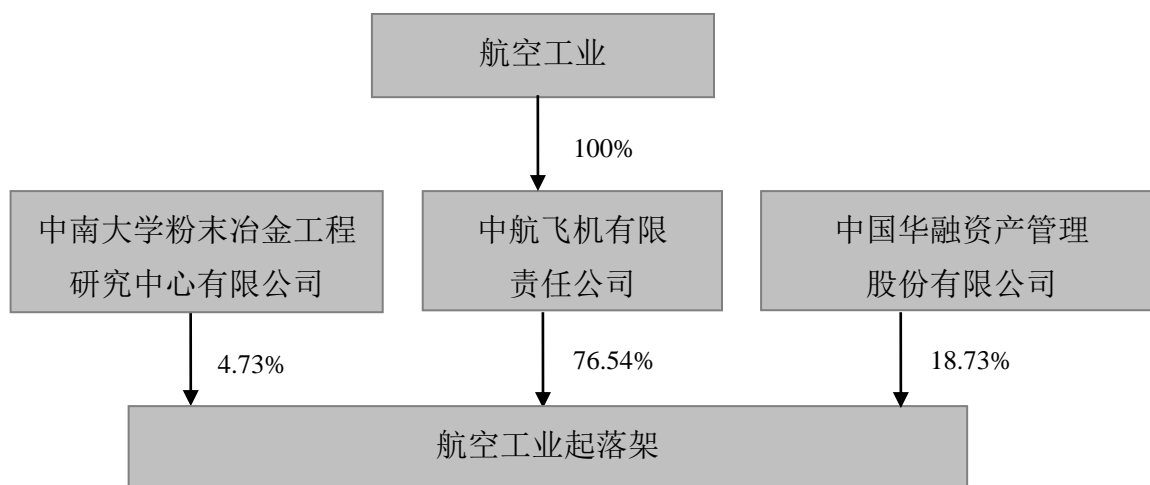 航空工业
100%
中南大学粉末冶金工程
研究中心有限公司
中航飞机有限
责任公司
中国华融资产管理
股份有限公司
4.73%
76.54%
18.73%
航空工业起落架